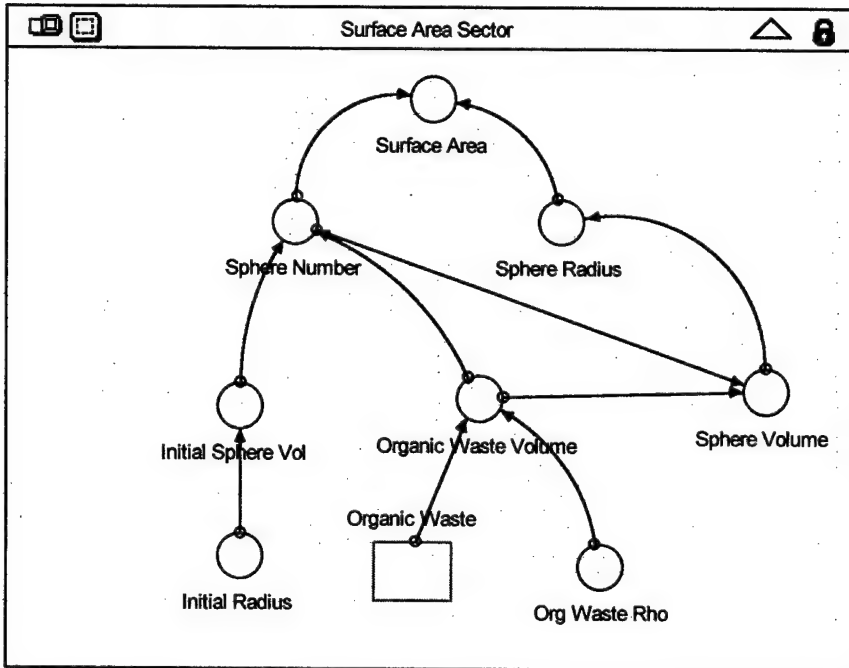 Surface Area Sector
Surface Area
Sphere Number
Sphere Radius
Initial Sphere Vol
Organic Waste Volume
Sphere Volume
Organic Waste
Initial Radius
Org Waste Rho